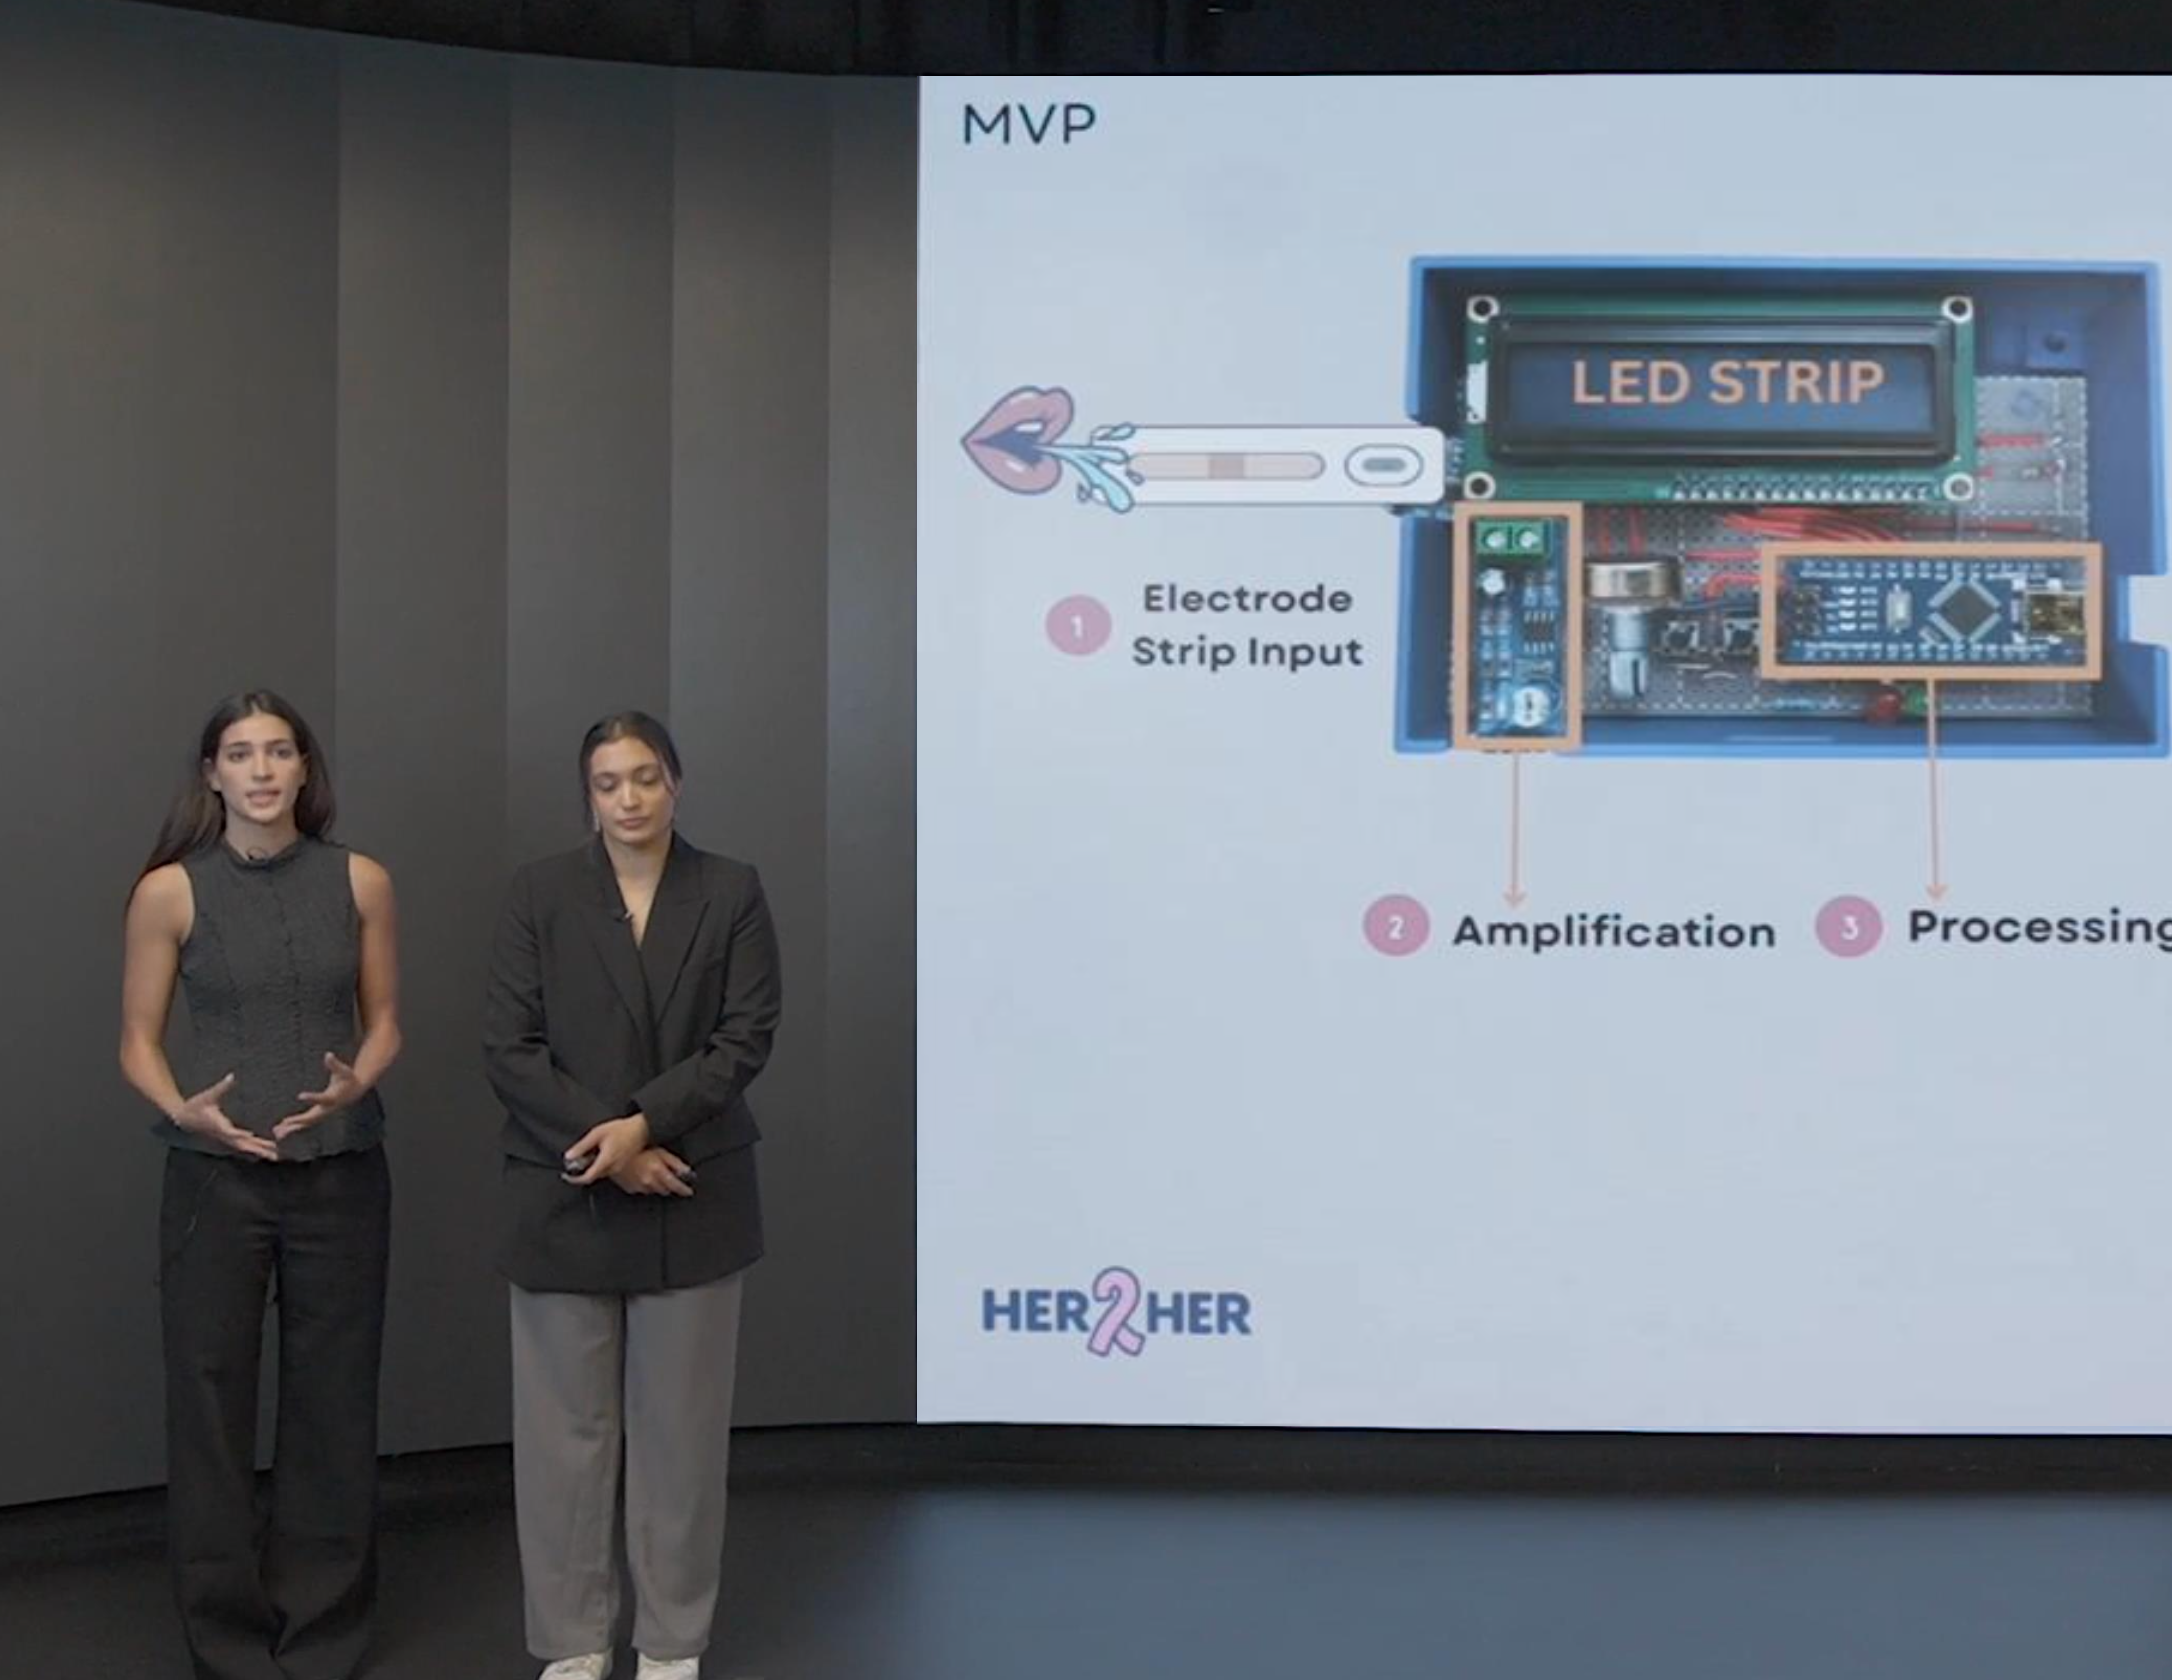 MVP
LED STRIP
1 Electrode
Strip Input
2 Amplification
3 Processing
HER2HER